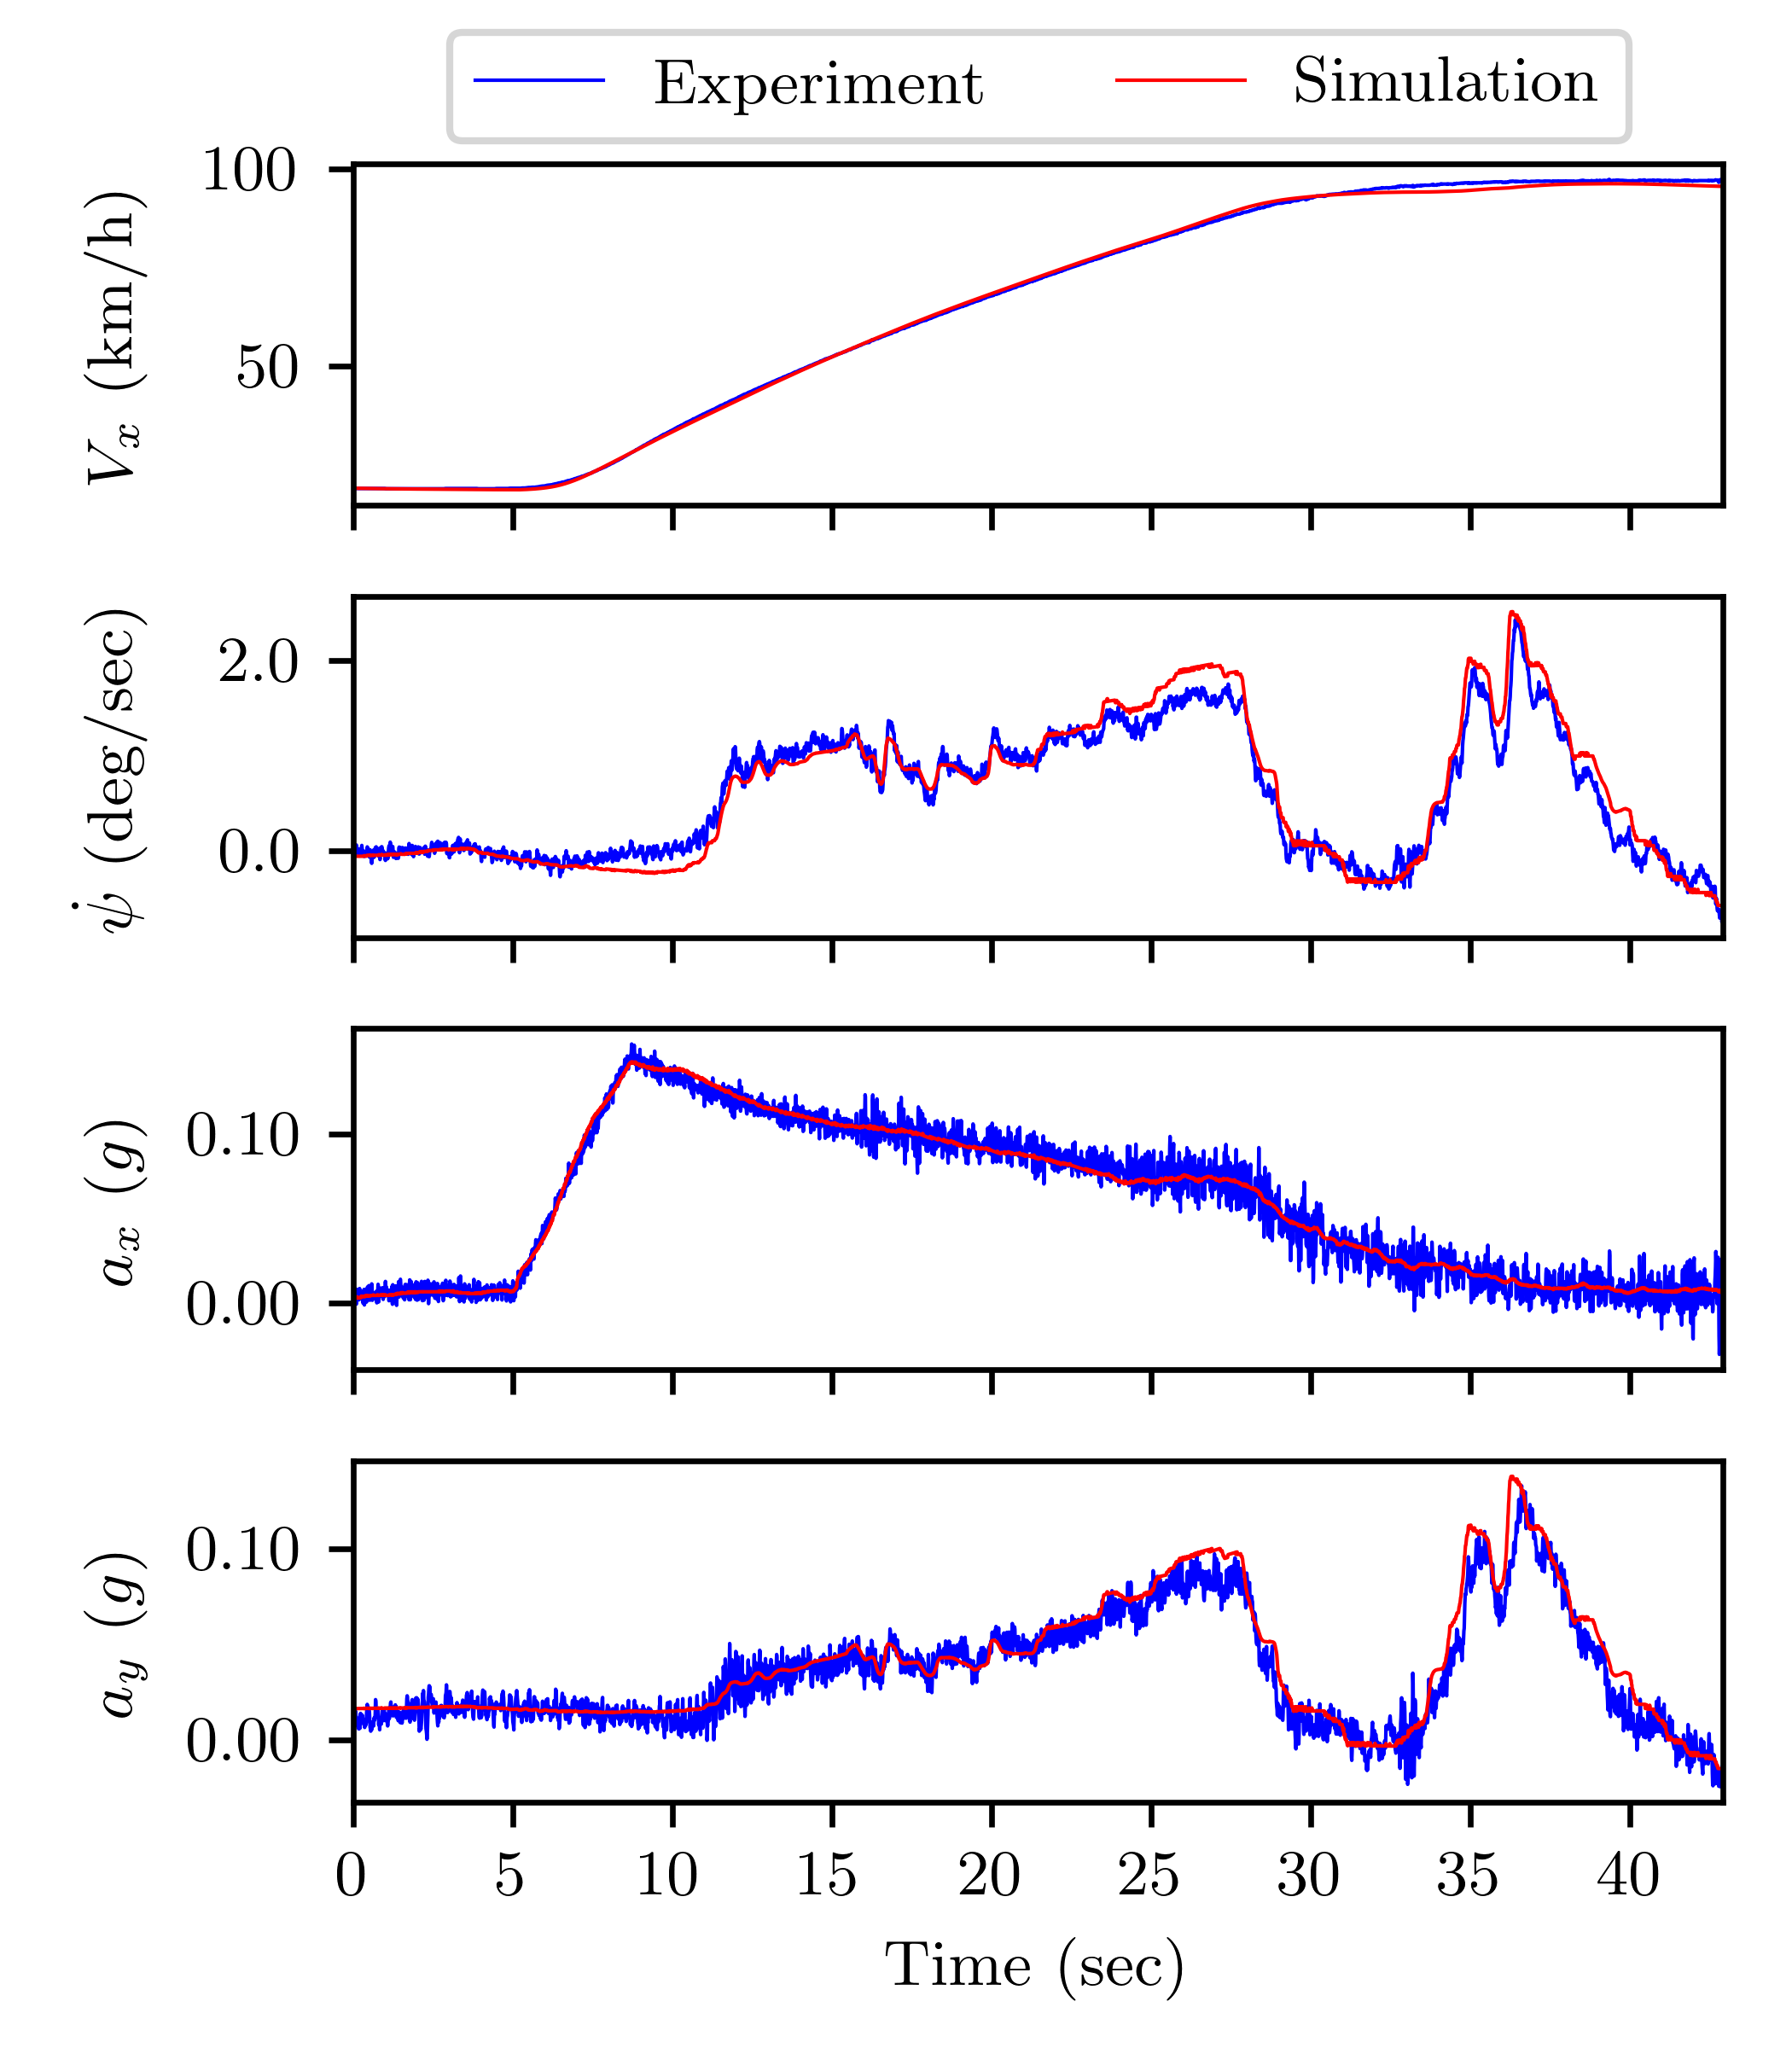 Experiment Simulation
100
50
V_x (km/h)
2.0
0.0
ψ̇ (deg/sec)
0.10
0.00
a_x (g)
0.10
0.00
a_y (g)
0 5 10 15 20 25 30 35 40
Time (sec)